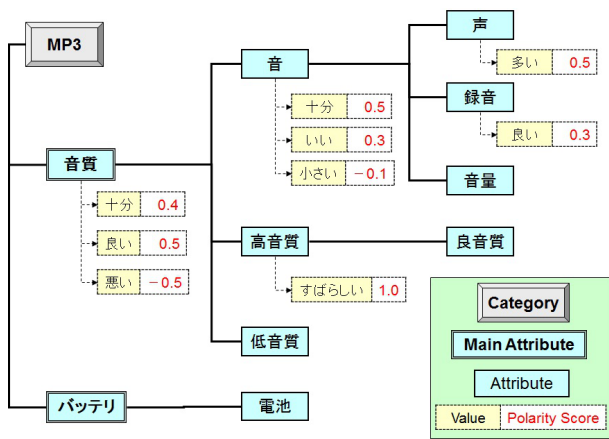 MP3
音質
十分 0.4
良い 0.5
悪い −0.5
バッテリ
音
十分 0.5
いい 0.3
小さい −0.1
高音質
すばらしい 1.0
低音質
電池
声
多い 0.5
録音
良い 0.3
音量
良音質
Category
Main Attribute
Attribute
Value Polarity Score